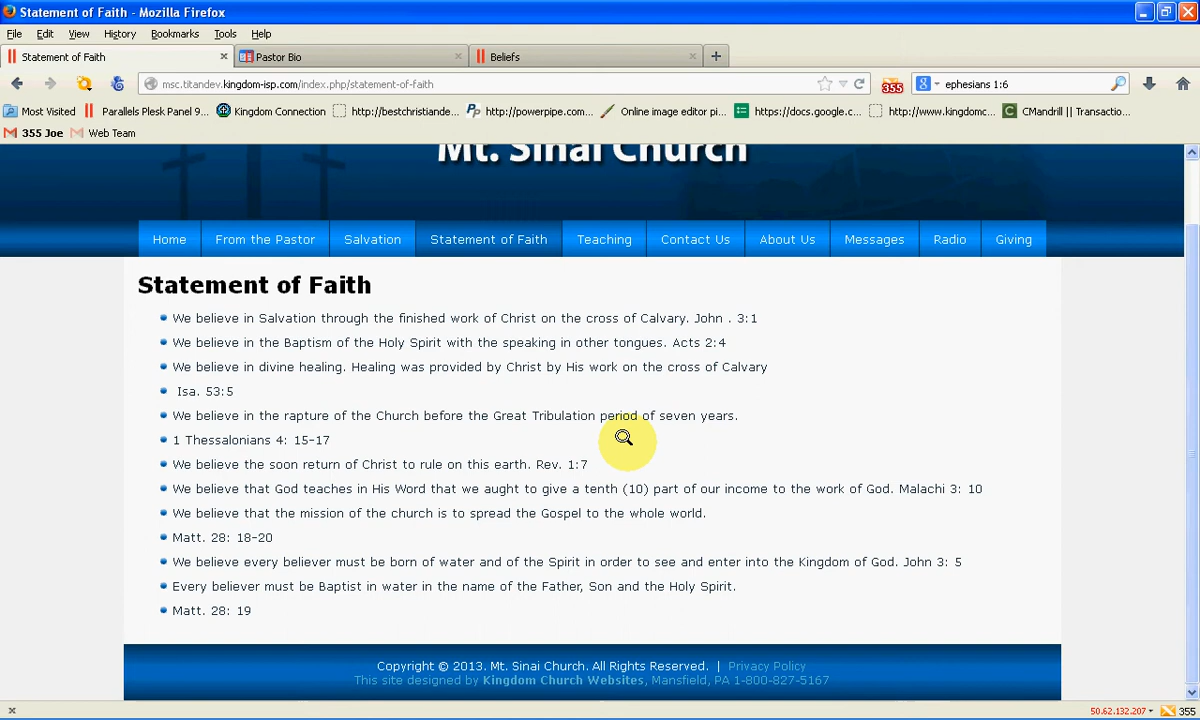 Statement of Faith - Mozilla Firefox
File Edit View History Bookmarks Tools Help
Statement of Faith Pastor Bio Beliefs
msc.titandev.kingdom-isp.com/index.php/statement-of-faith 355 ephesians 1:6
Most Visited Parallels Plesk Panel 9... Kingdom Connection http://bestchristiande... http://powerpipe.com... Online image editor pi... https://docs.google.c... http://www.kingdomc... CMandrill || Transactio...
355 Joe Web Team
Mt. Sinai Church
Home From the Pastor Salvation Statement of Faith Teaching Contact Us About Us Messages Radio Giving
Statement of Faith
We believe in Salvation through the finished work of Christ on the cross of Calvary. John . 3:1
We believe in the Baptism of the Holy Spirit with the speaking in other tongues. Acts 2:4
We believe in divine healing. Healing was provided by Christ by His work on the cross of Calvary
Isa. 53:5
We believe in the rapture of the Church before the Great Tribulation period of seven years.
1 Thessalonians 4: 15-17
We believe the soon return of Christ to rule on this earth. Rev. 1:7
We believe that God teaches in His Word that we aught to give a tenth (10) part of our income to the work of God. Malachi 3: 10
We believe that the mission of the church is to spread the Gospel to the whole world.
Matt. 28: 18-20
We believe every believer must be born of water and of the Spirit in order to see and enter into the Kingdom of God. John 3: 5
Every believer must be Baptist in water in the name of the Father, Son and the Holy Spirit.
Matt. 28: 19
Copyright © 2013. Mt. Sinai Church. All Rights Reserved. | Privacy Policy
This site designed by Kingdom Church Websites, Mansfield, PA 1-800-827-5167
50.62.132.207 355